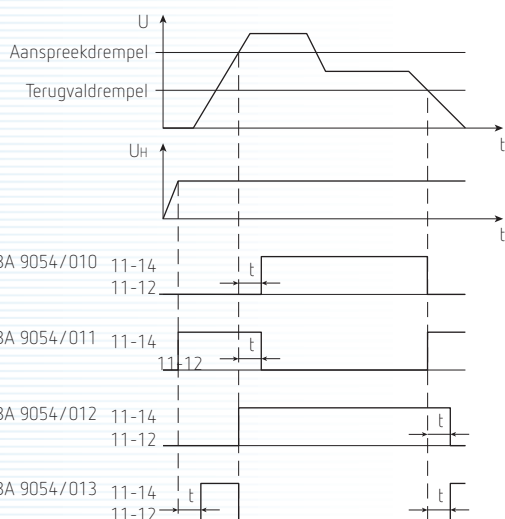 U
Aanspreekdrempel
Terugvaldrempel
t
UH
t
BA 9054/010 11-14
t
11-12
BA 9054/011 11-14
t
11-12
BA 9054/012 11-14
t
11-12
BA 9054/013 11-14
t
t
11-12